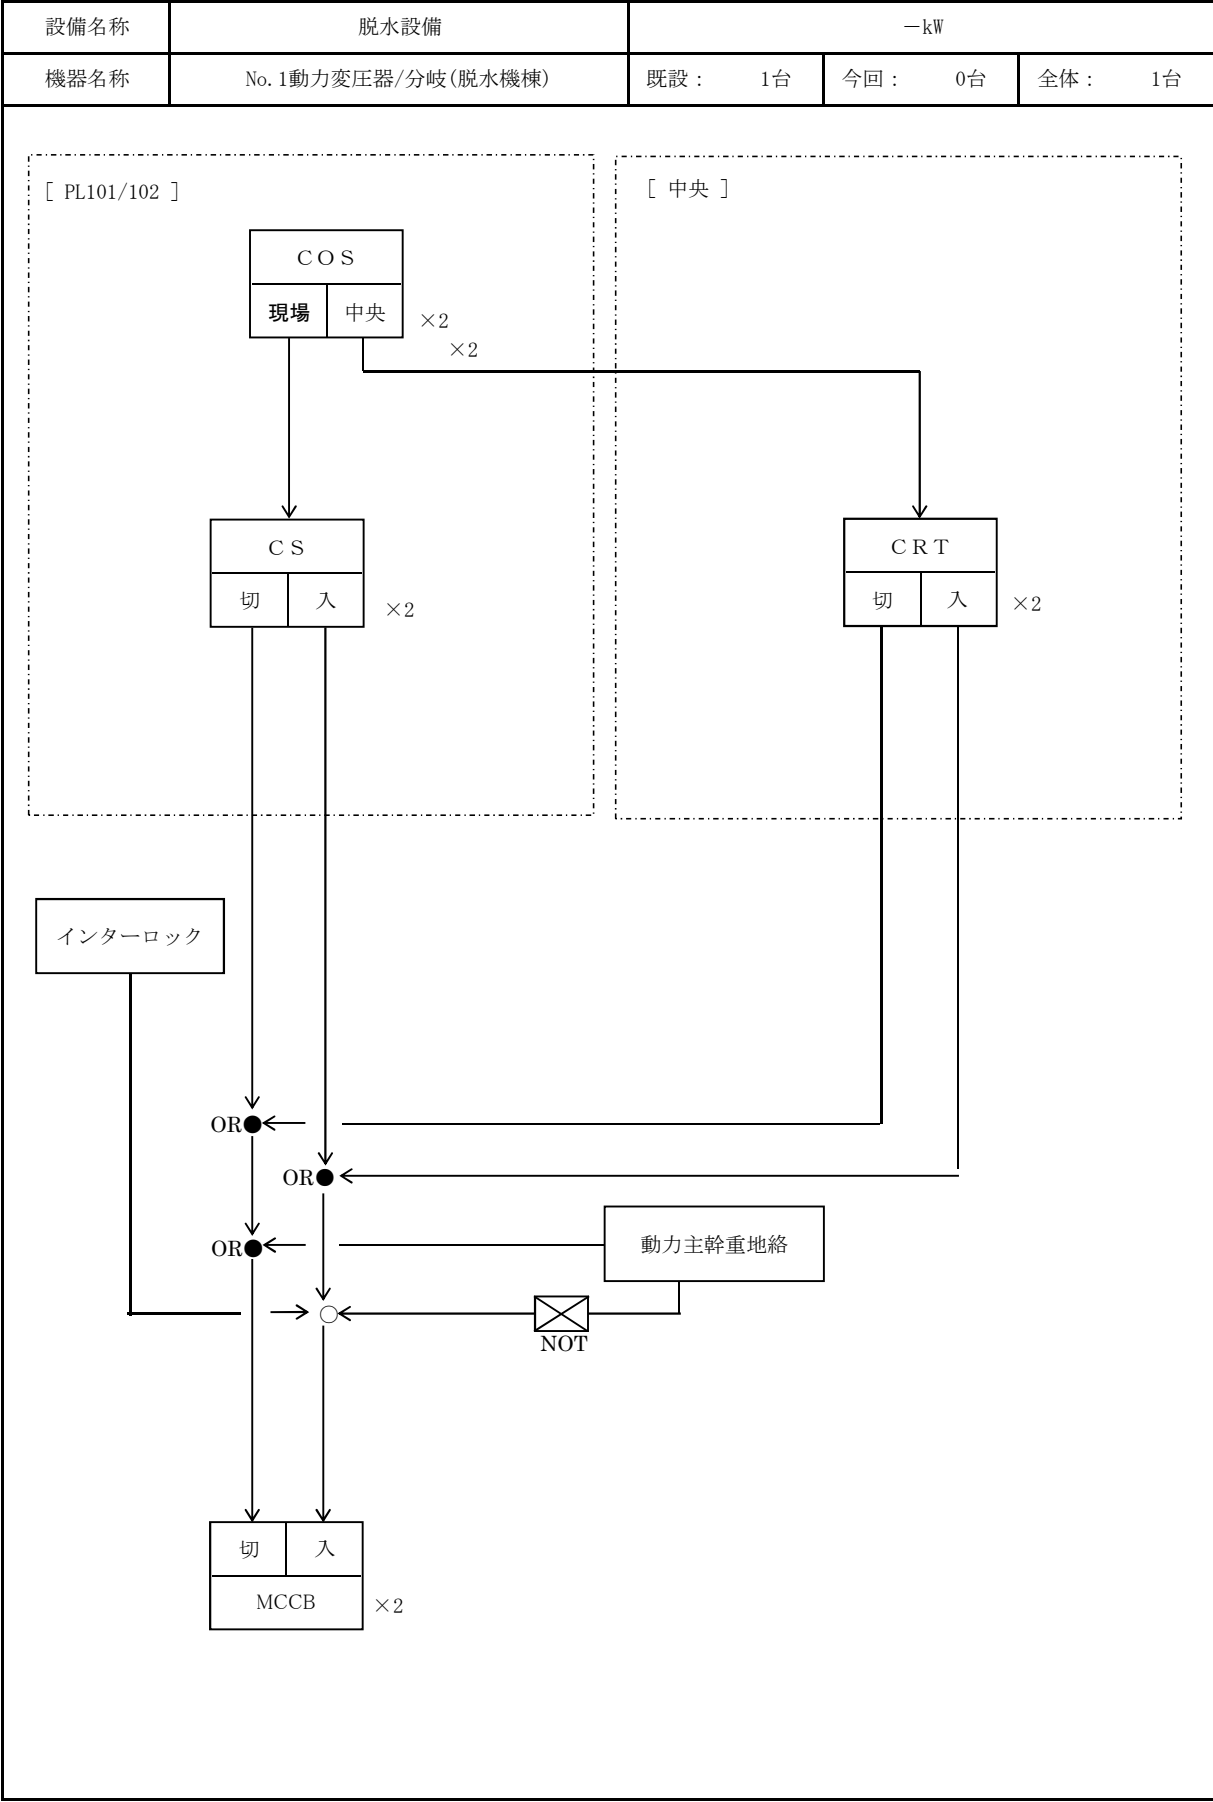 設備名称 脱水設備 －kW
機器名称 No.1動力変圧器/分岐(脱水機棟) 既設： 1台 今回： 0台 全体： 1台
[ PL101/102 ]
[ 中央 ]
ＣＯＳ
現場 中央 ×2
×2
ＣＳ
切 入 ×2
ＣＲＴ
切 入 ×2
インターロック
OR
OR
OR
動力主幹重地絡
NOT
切 入
MCCB ×2